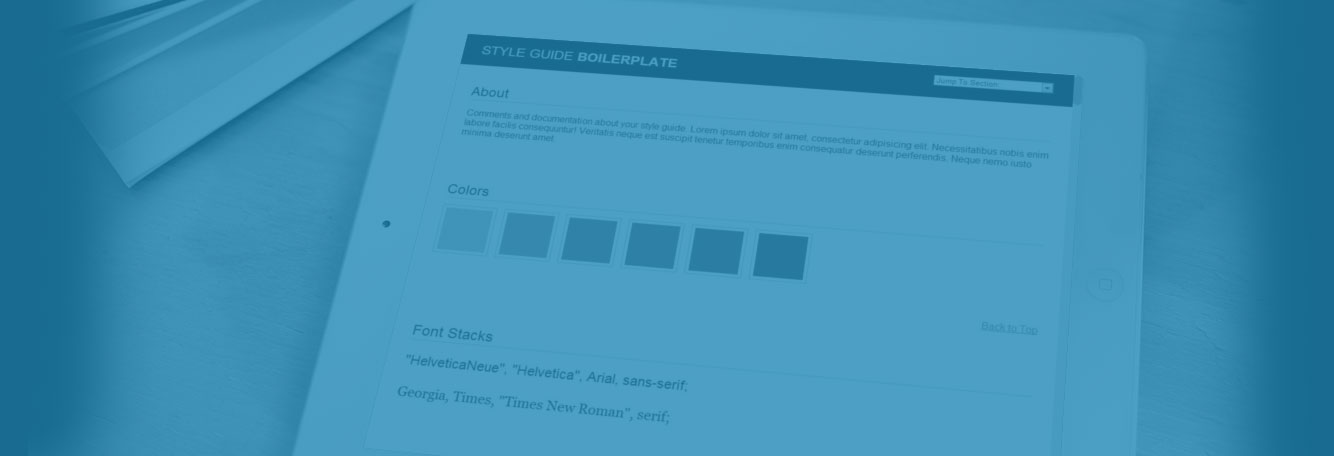 STYLE GUIDE BOILERPLATE
Jump To Section:
About
Comments and documentation about your style guide. Lorem ipsum dolor sit amet, consectetur adipisicing elit. Necessitatibus nobis enim
labore facilis consequuntur! Veritatis neque est suscipit tenetur temporibus enim consequatur deserunt perferendis. Neque nemo iusto
minima deserunt amet.
Colors
Back to Top
Font Stacks
"HelveticaNeue", "Helvetica", Arial, sans-serif;
Georgia, Times, "Times New Roman", serif;